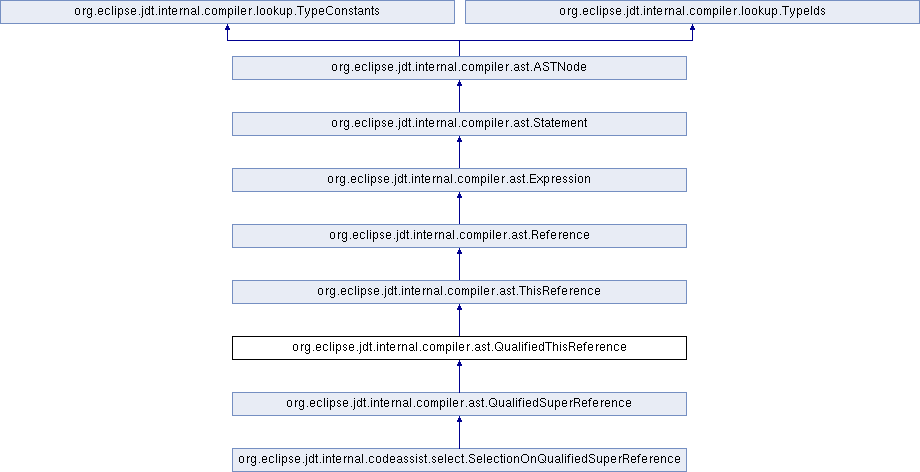 org.eclipse.jdt.internal.compiler.lookup.TypeConstants
org.eclipse.jdt.internal.compiler.lookup.TypeIds
org.eclipse.jdt.internal.compiler.ast.ASTNode
org.eclipse.jdt.internal.compiler.ast.Statement
org.eclipse.jdt.internal.compiler.ast.Expression
org.eclipse.jdt.internal.compiler.ast.Reference
org.eclipse.jdt.internal.compiler.ast.ThisReference
org.eclipse.jdt.internal.compiler.ast.QualifiedThisReference
org.eclipse.jdt.internal.compiler.ast.QualifiedSuperReference
org.eclipse.jdt.internal.codeassist.select.SelectionOnQualifiedSuperReference